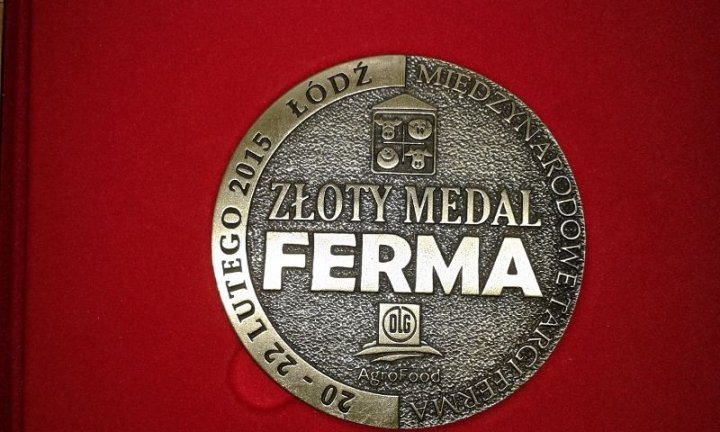 20 - 22 LUTEGO 2015 ŁÓDŹ
MIĘDZYNARODOWE TARGI FERMA
ZŁOTY MEDAL
FERMA
DLG
AgroFood